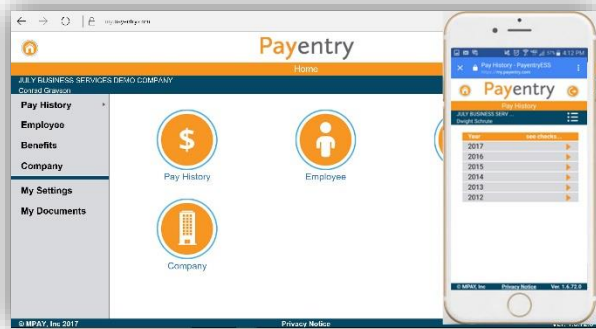 Payentry
Home
JULY BUSINESS SERVICES DEMO COMPANY
Conrad Grayson
Pay History
Employee
Benefits
Company
My Settings
My Documents
Pay History
Employee
Company
© MPAY, Inc 2017
Privacy Notice
4:12 PM
Pay History - PayentryESS
https://my.payentry.com
Payentry
Pay History
JULY BUSINESS SERV...
Dwight Schrute
Year
see checks...
2017
2016
2015
2014
2013
2012
© MPAY, Inc
Privacy Notice
Ver. 1.6.72.0